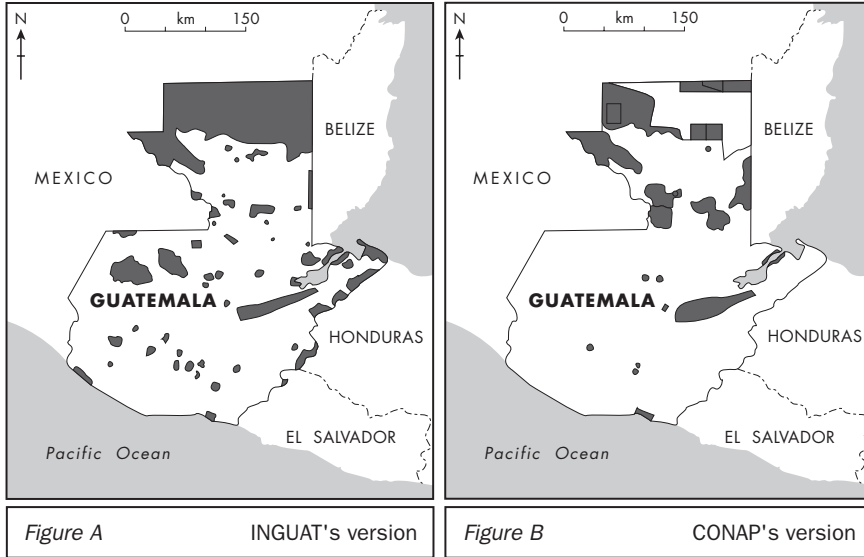 N
0 km 150
BELIZE
MEXICO
GUATEMALA
HONDURAS
EL SALVADOR
Pacific Ocean
Figure A INGUAT's version
N
0 km 150
BELIZE
MEXICO
GUATEMALA
HONDURAS
EL SALVADOR
Pacific Ocean
Figure B CONAP's version